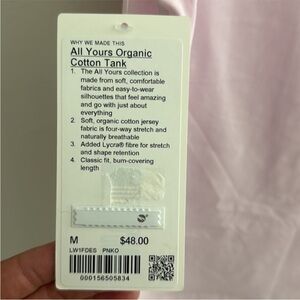 WHY WE MADE THIS
All Yours Organic
Cotton Tank
1. The All Yours collection is
made from soft, comfortable
fabrics and easy-to-wear
silhouettes that feel amazing
and go with just about
everything
2. Soft, organic cotton jersey
fabric is four-way stretch and
naturally breathable
3. Added Lycra® fibre for stretch
and shape retention
4. Classic fit, bum-covering
length
M $48.00
LW1FDES PNKO
000156505834